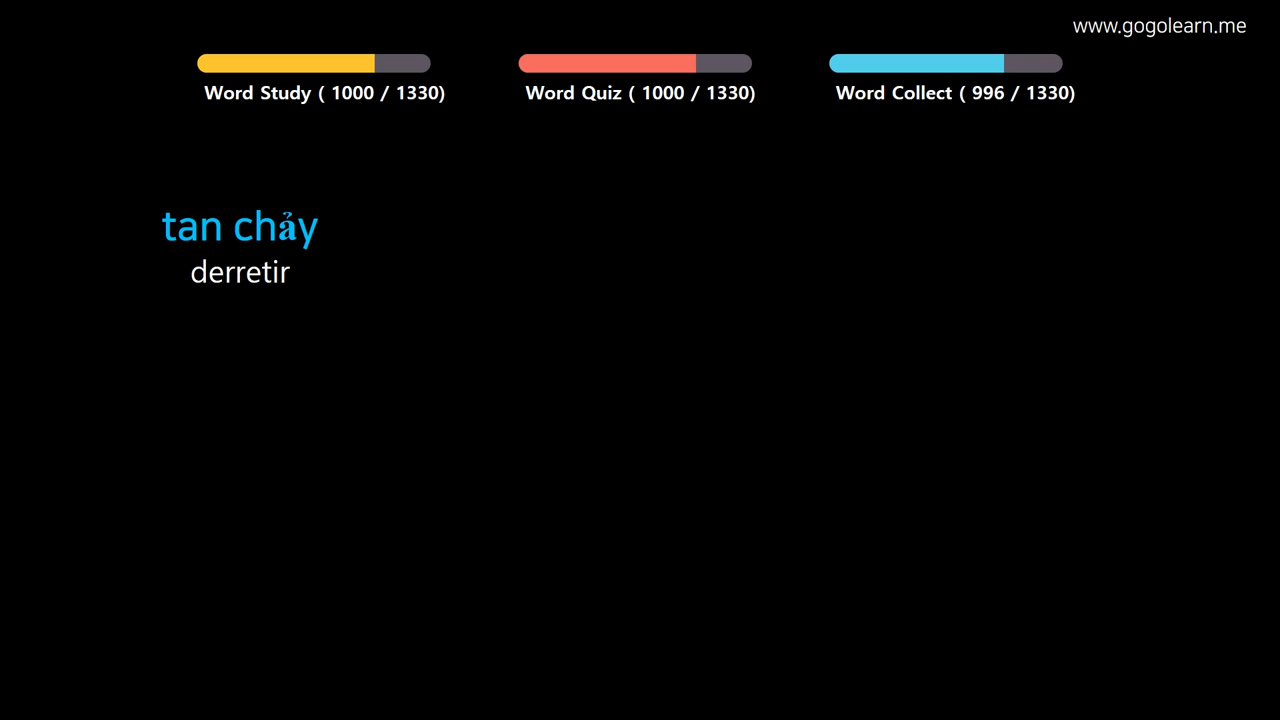 www.gogolearn.me
Word Study ( 1000 / 1330)
Word Quiz ( 1000 / 1330)
Word Collect ( 996 / 1330)
tan chảy
derretir